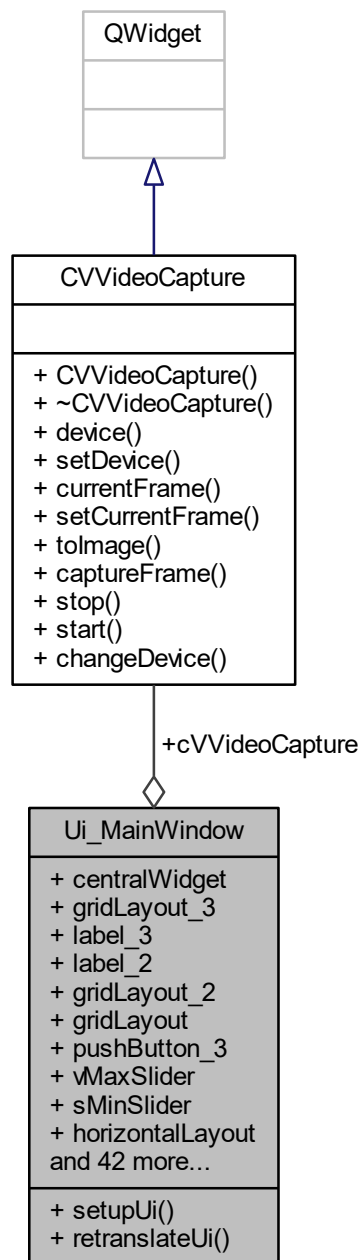 QWidget
CVVideoCapture
+ CVVideoCapture()
+ ~CVVideoCapture()
+ device()
+ setDevice()
+ currentFrame()
+ setCurrentFrame()
+ toImage()
+ captureFrame()
+ stop()
+ start()
+ changeDevice()
+cVVideoCapture
Ui_MainWindow
+ centralWidget
+ gridLayout_3
+ label_3
+ label_2
+ gridLayout_2
+ gridLayout
+ pushButton_3
+ vMaxSlider
+ sMinSlider
+ horizontalLayout
and 42 more...
+ setupUi()
+ retranslateUi()